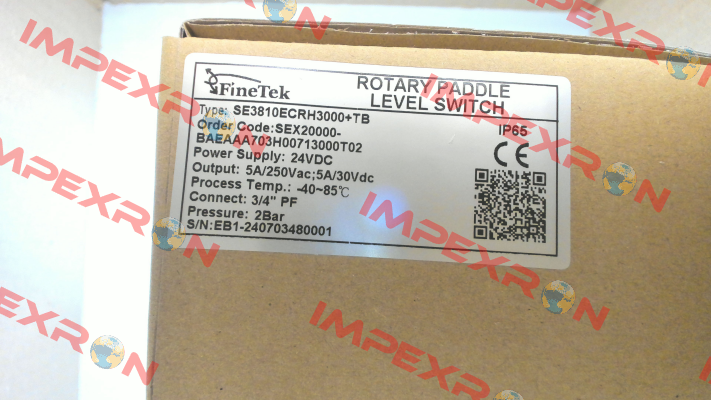 FineTek
ROTARY PADDLE
LEVEL SWITCH
Type: SE3810ECRH3000+TB
IP65
Order Code:SEX20000-
BAEAAA703H00713000T02
CE
Power Supply: 24VDC
Output: 5A/250Vac;5A/30Vdc
Process Temp.: -40~85℃
Connect: 3/4" PF
Pressure: 2Bar
S/N:EB1-240703480001
IMPEXRON
IMPEXRON
IMPEXRON
IMPEXRON
IMPEXRON